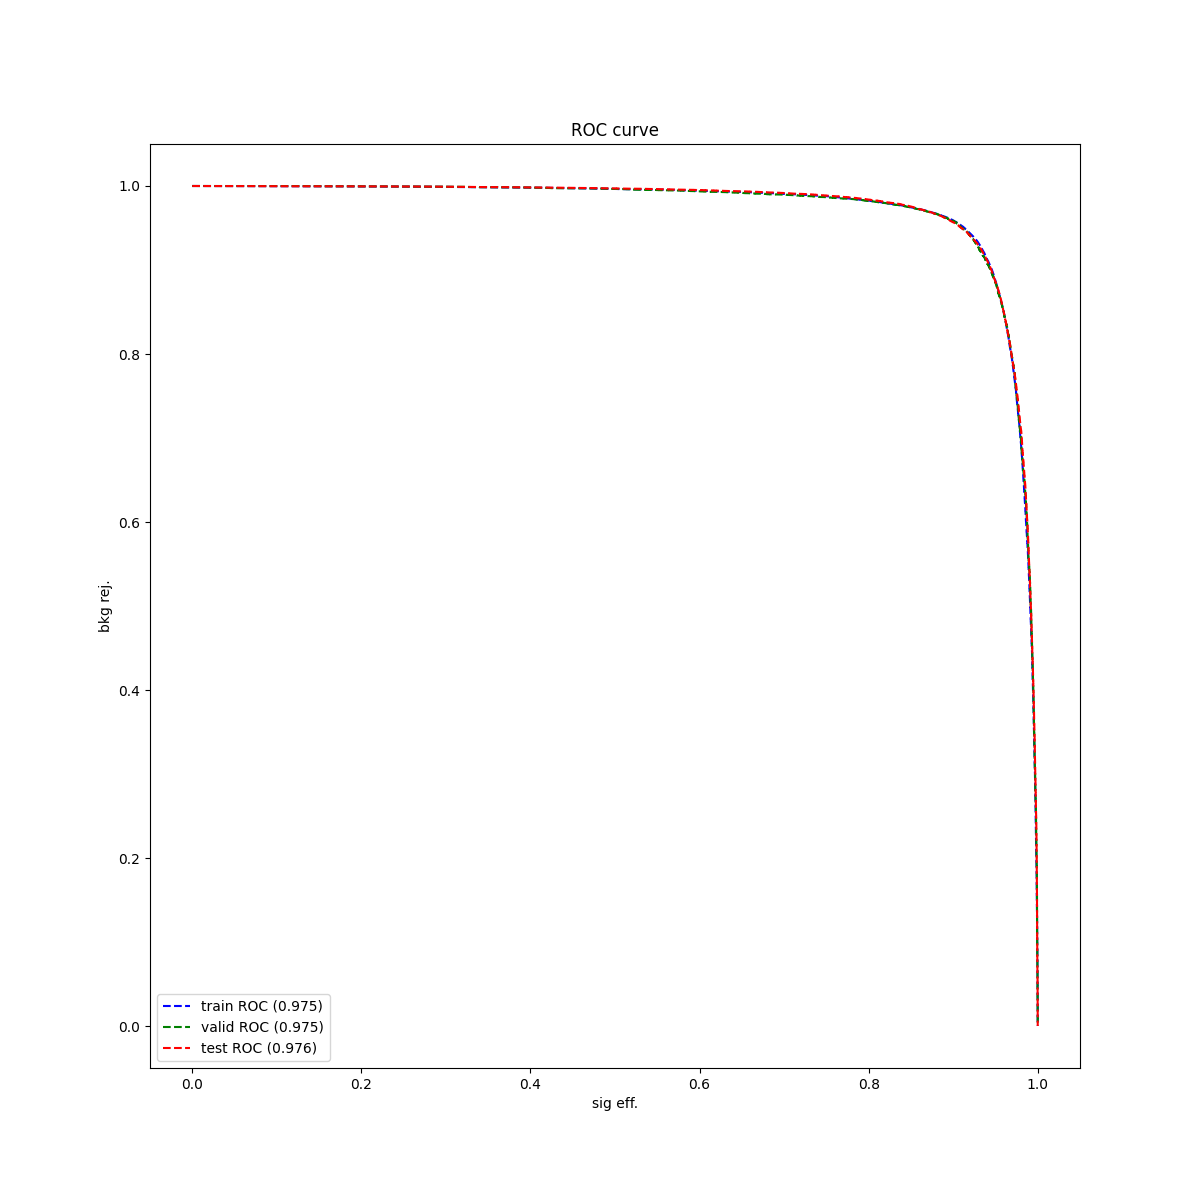 ROC curve
1.0
0.8
0.6
0.4
0.2
0.0
bkg rej.
train ROC (0.975)
valid ROC (0.975)
test ROC (0.976)
0.0 0.2 0.4 0.6 0.8 1.0
sig eff.